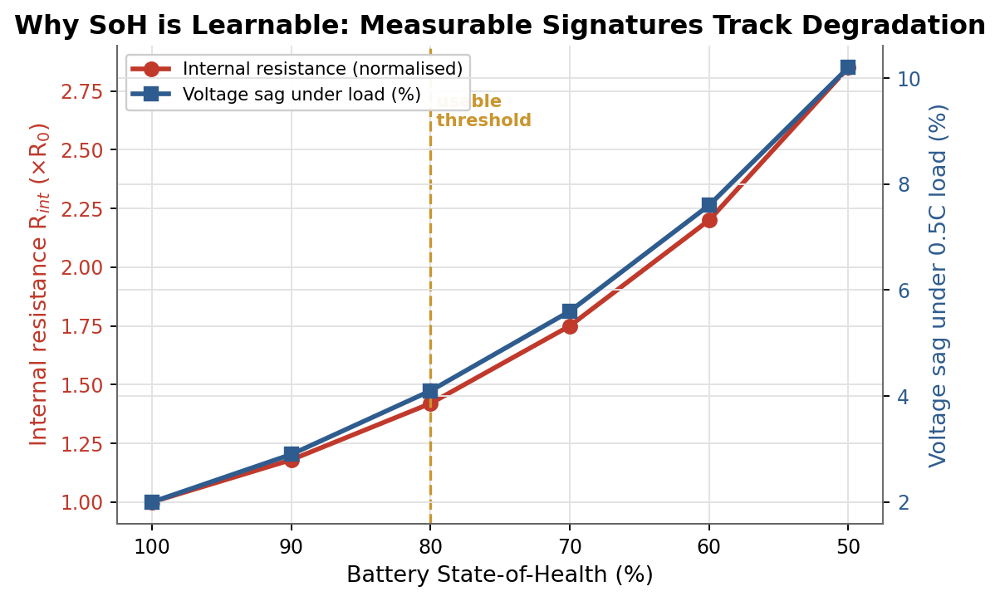 Why SoH is Learnable: Measurable Signatures Track Degradation
Internal resistance (normalised)
Voltage sag under load (%)
usable
threshold
Internal resistance R_int (×R₀)
2.75
2.50
2.25
2.00
1.75
1.50
1.25
1.00
10
8
6
4
2
Voltage sag under 0.5C load (%)
100 90 80 70 60 50
Battery State-of-Health (%)